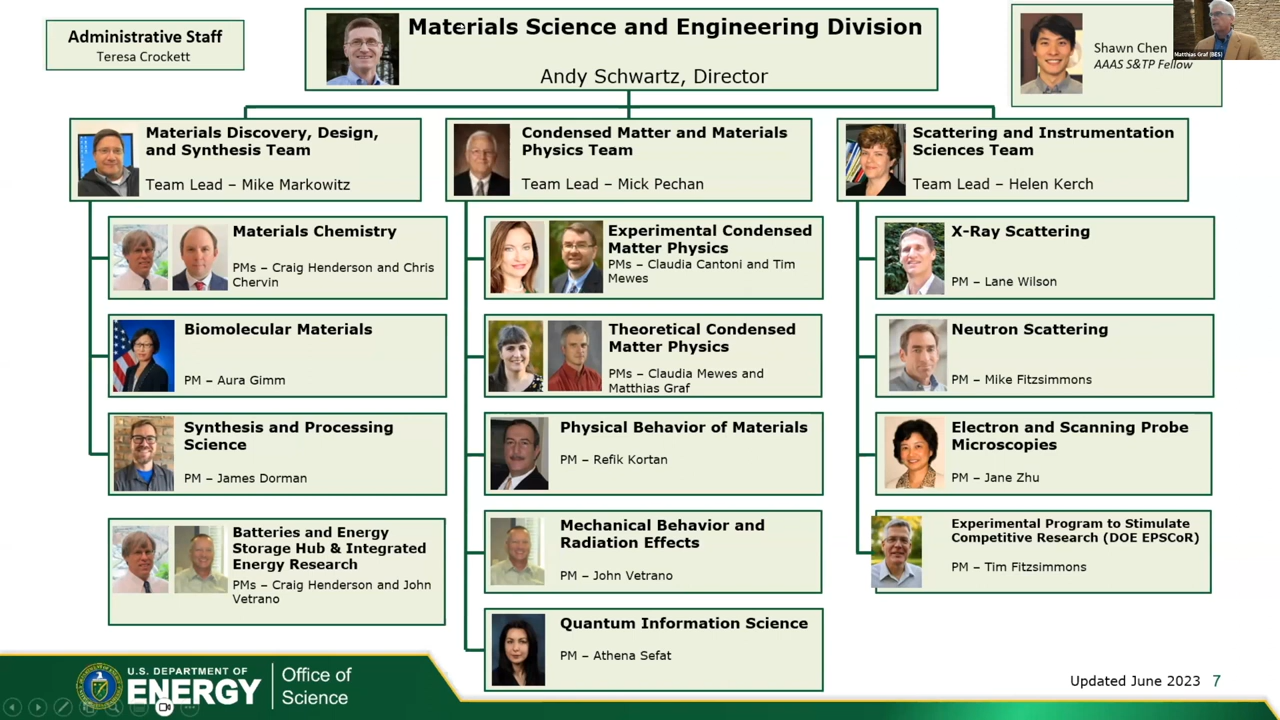 Administrative Staff
Teresa Crockett
Materials Science and Engineering Division
Andy Schwartz, Director
Shawn Chen
AAAS S&TP Fellow
Matthias Graf (BES)
Materials Discovery, Design,
and Synthesis Team
Team Lead – Mike Markowitz
Condensed Matter and Materials
Physics Team
Team Lead – Mick Pechan
Scattering and Instrumentation
Sciences Team
Team Lead – Helen Kerch
Materials Chemistry
PMs – Craig Henderson and Chris
Chervin
Biomolecular Materials
PM – Aura Gimm
Synthesis and Processing
Science
PM – James Dorman
Batteries and Energy
Storage Hub & Integrated
Energy Research
PMs – Craig Henderson and John
Vetrano
Experimental Condensed
Matter Physics
PMs – Claudia Cantoni and Tim
Mewes
Theoretical Condensed
Matter Physics
PMs – Claudia Mewes and
Matthias Graf
Physical Behavior of Materials
PM – Refik Kortan
Mechanical Behavior and
Radiation Effects
PM – John Vetrano
Quantum Information Science
PM – Athena Sefat
X-Ray Scattering
PM – Lane Wilson
Neutron Scattering
PM – Mike Fitzsimmons
Electron and Scanning Probe
Microscopies
PM – Jane Zhu
Experimental Program to Stimulate
Competitive Research (DOE EPSCoR)
PM – Tim Fitzsimmons
U.S. DEPARTMENT OF
ENERGY
Office of
Science
Updated June 2023 7